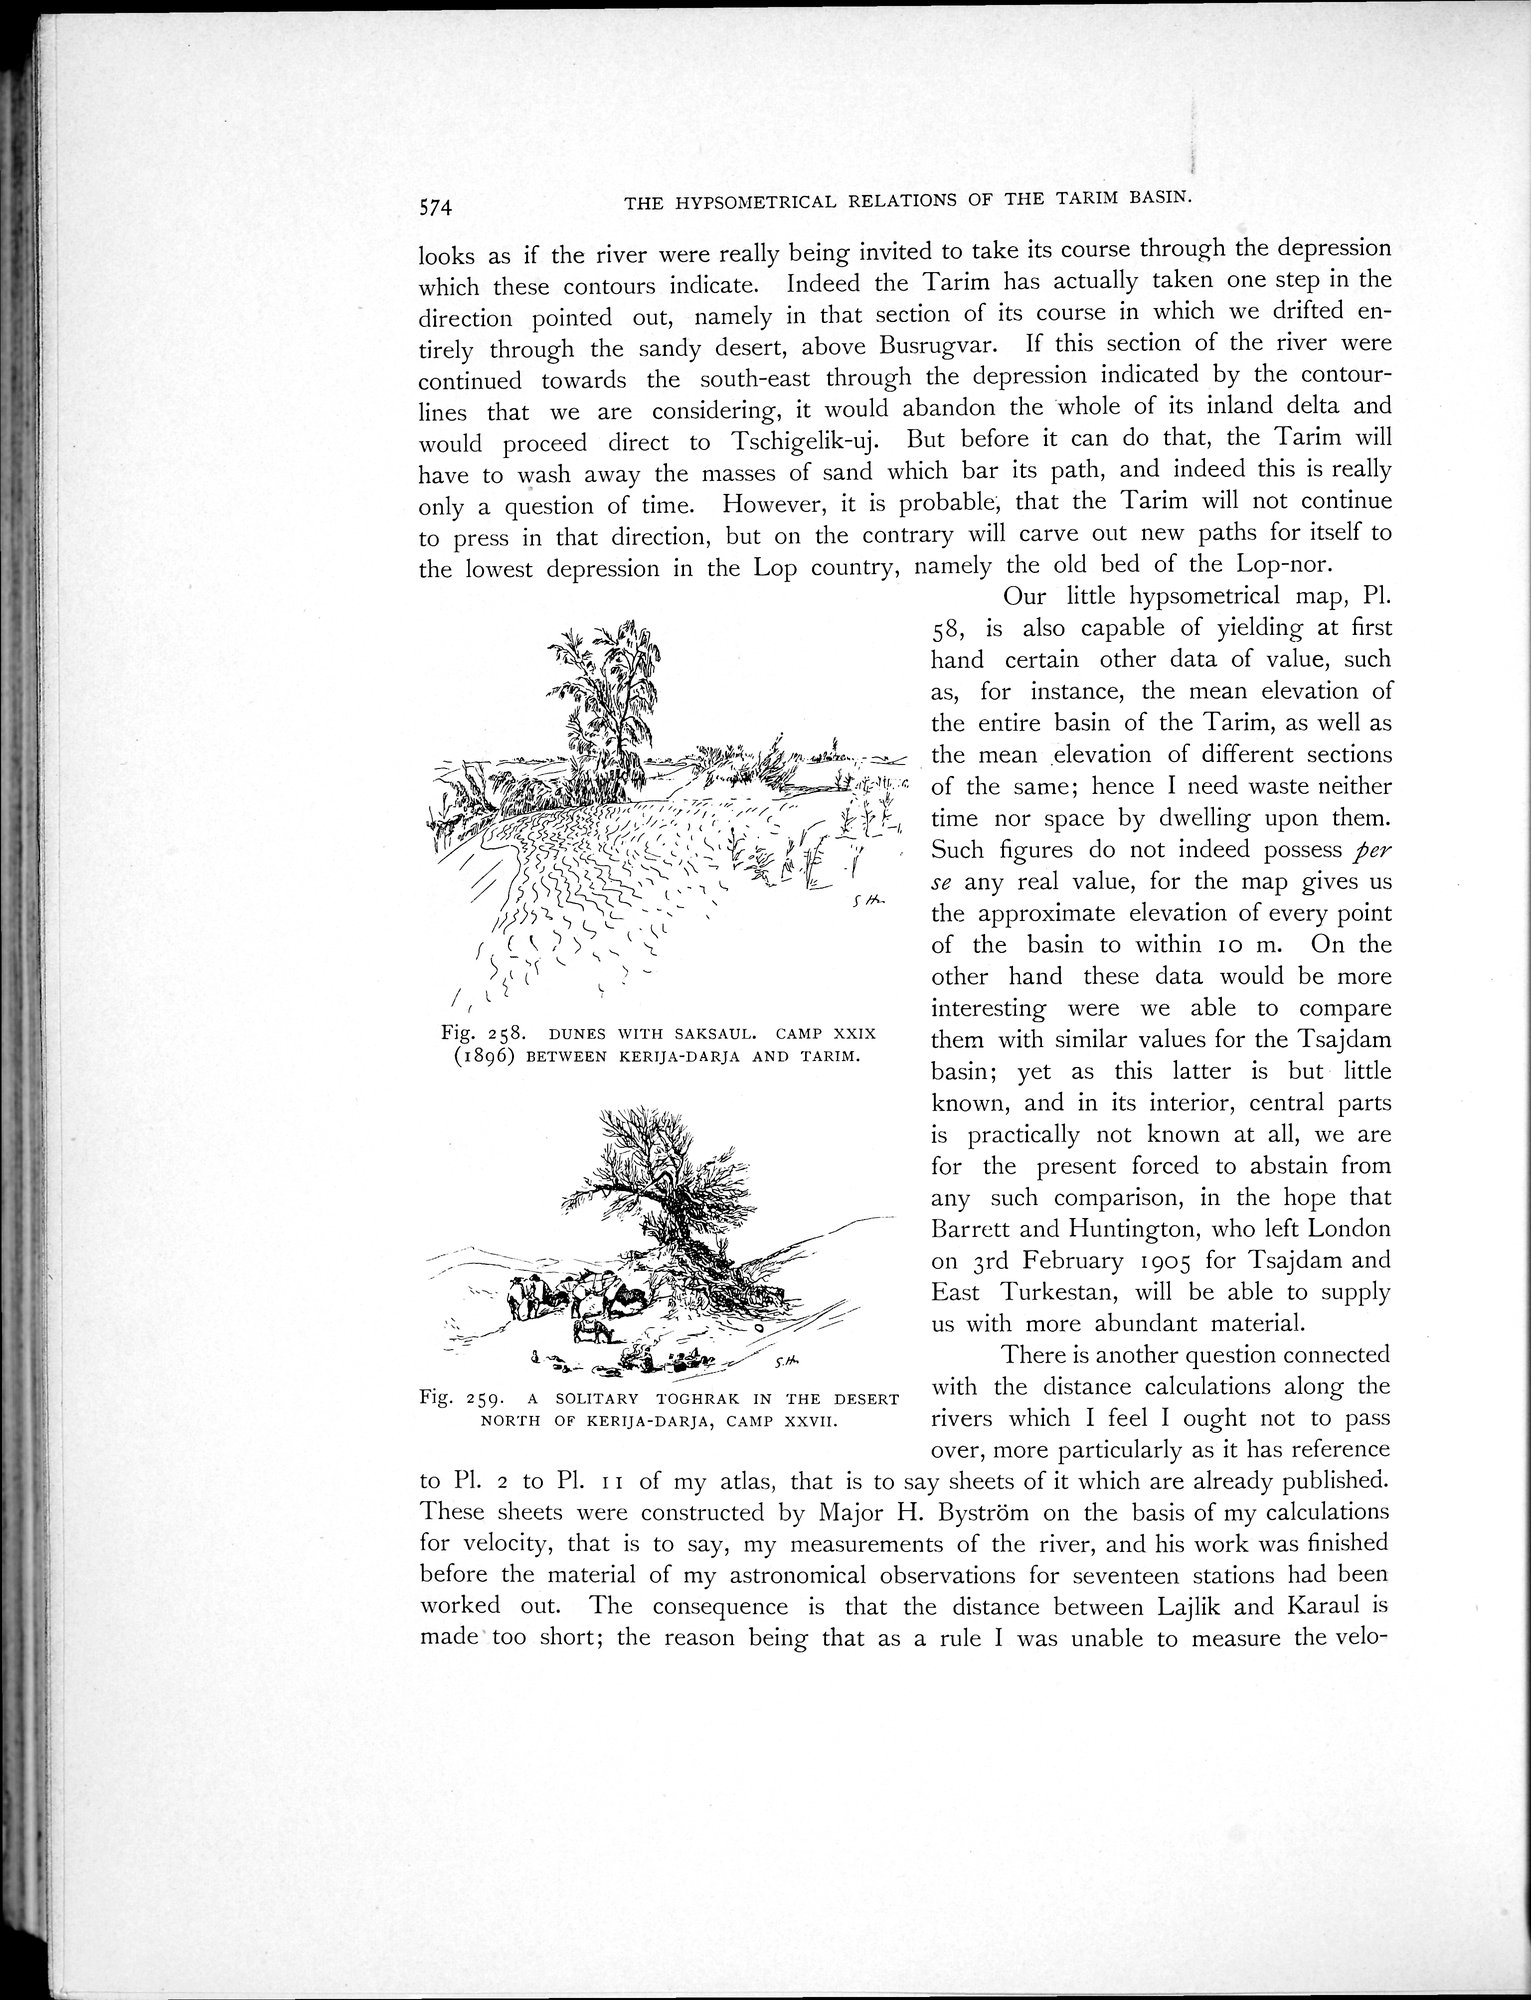 574
THE HYPSOMETRICAL RELATIONS OF THE TARIM BASIN.
looks as if the river were really being invited to take its course through the depression
which these contours indicate. Indeed the Tarim has actually taken one step in the
direction pointed out, namely in that section of its course in which we drifted en-
tirely through the sandy desert, above Busrugvar. If this section of the river were
continued towards the south-east through the depression indicated by the contour-
lines that we are considering, it would abandon the whole of its inland delta and
would proceed direct to Tschigelik-uj. But before it can do that, the Tarim will
have to wash away the masses of sand which bar its path, and indeed this is really
only a question of time. However, it is probable, that the Tarim will not continue
to press in that direction, but on the contrary will carve out new paths for itself to
the lowest depression in the Lop country, namely the old bed of the Lop-nor.
S H.
Fig. 258. DUNES WITH SAKSAUL. CAMP XXIX
(1896) BETWEEN KERIJA-DARJA AND TARIM.
S.H.
Fig. 259. A SOLITARY TOGHRAK IN THE DESERT
NORTH OF KERIJA-DARJA, CAMP XXVII.
Our little hypsometrical map, Pl.
58, is also capable of yielding at first
hand certain other data of value, such
as, for instance, the mean elevation of
the entire basin of the Tarim, as well as
the mean elevation of different sections
of the same; hence I need waste neither
time nor space by dwelling upon them.
Such figures do not indeed possess per
se any real value, for the map gives us
the approximate elevation of every point
of the basin to within 10 m. On the
other hand these data would be more
interesting were we able to compare
them with similar values for the Tsajdam
basin; yet as this latter is but little
known, and in its interior, central parts
is practically not known at all, we are
for the present forced to abstain from
any such comparison, in the hope that
Barrett and Huntington, who left London
on 3rd February 1905 for Tsajdam and
East Turkestan, will be able to supply
us with more abundant material.
There is another question connected
with the distance calculations along the
rivers which I feel I ought not to pass
over, more particularly as it has reference
to Pl. 2 to Pl. 11 of my atlas, that is to say sheets of it which are already published.
These sheets were constructed by Major H. Byström on the basis of my calculations
for velocity, that is to say, my measurements of the river, and his work was finished
before the material of my astronomical observations for seventeen stations had been
worked out. The consequence is that the distance between Lajlik and Karaul is
made too short; the reason being that as a rule I was unable to measure the velo-